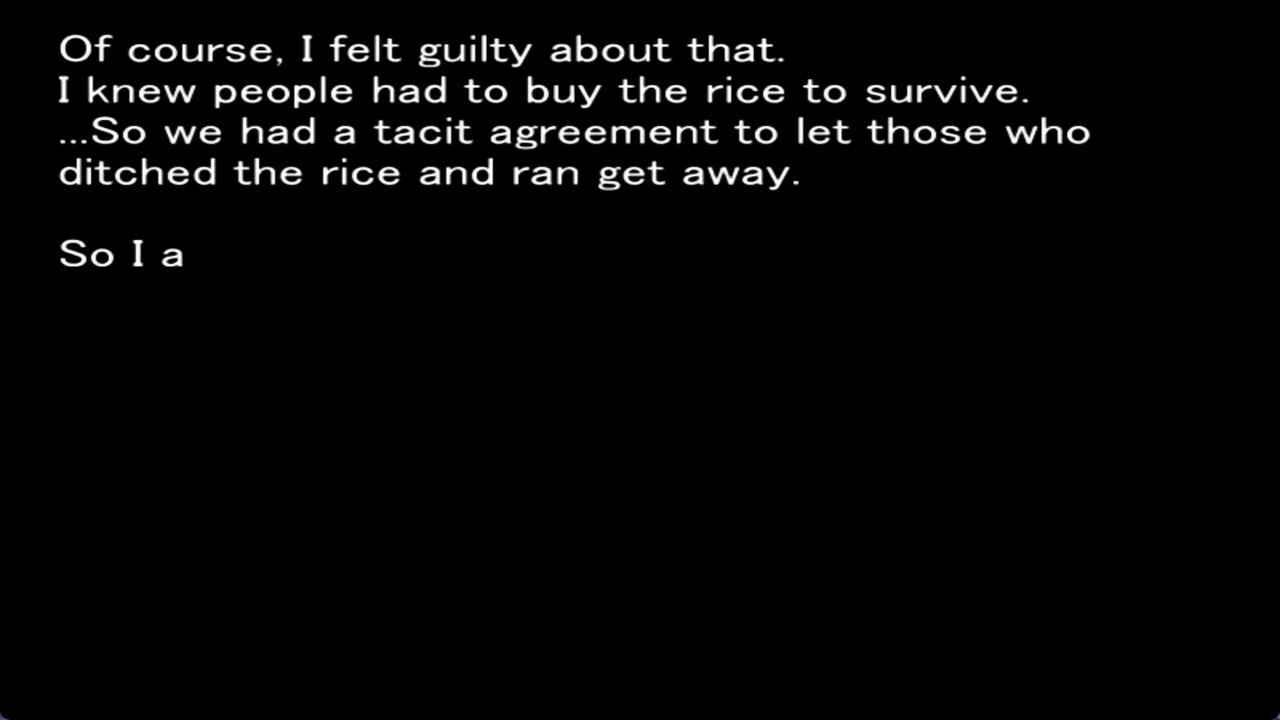 Of course, I felt guilty about that.
I knew people had to buy the rice to survive.
...So we had a tacit agreement to let those who
ditched the rice and ran get away.
So I a